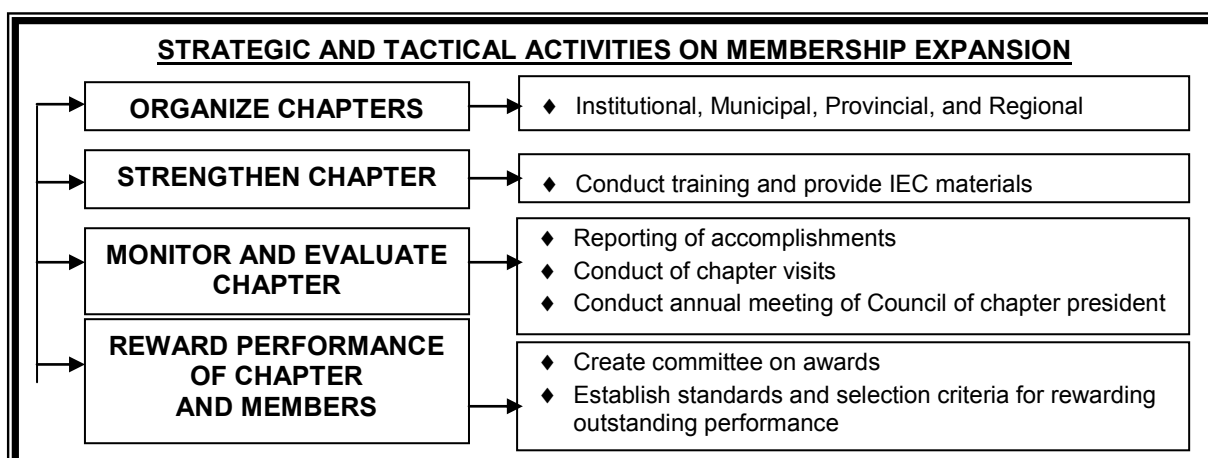 STRATEGIC AND TACTICAL ACTIVITIES ON MEMBERSHIP EXPANSION
ORGANIZE CHAPTERS
♦ Institutional, Municipal, Provincial, and Regional
STRENGTHEN CHAPTER
♦ Conduct training and provide IEC materials
MONITOR AND EVALUATE
CHAPTER
♦ Reporting of accomplishments
♦ Conduct of chapter visits
♦ Conduct annual meeting of Council of chapter president
REWARD PERFORMANCE
OF CHAPTER
AND MEMBERS
♦ Create committee on awards
♦ Establish standards and selection criteria for rewarding
outstanding performance